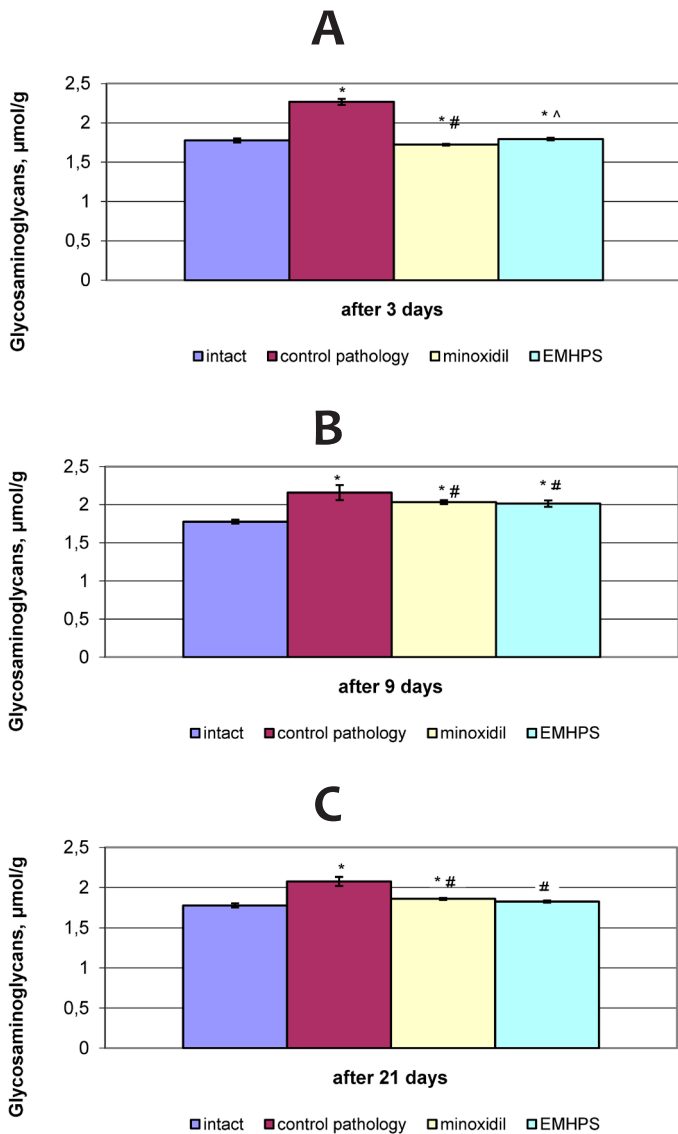 A
Glycosaminoglycans, µmol/g
2,5
2
1,5
1
0,5
0
*
* #
* ^
after 3 days
intact control pathology minoxidil EMHPS
B
Glycosaminoglycans, µmol/g
2,5
2
1,5
1
0,5
0
*
* #
* #
after 9 days
intact control pathology minoxidil EMHPS
C
Glycosaminoglycans, µmol/g
2,5
2
1,5
1
0,5
0
*
* #
#
after 21 days
intact control pathology minoxidil EMHPS